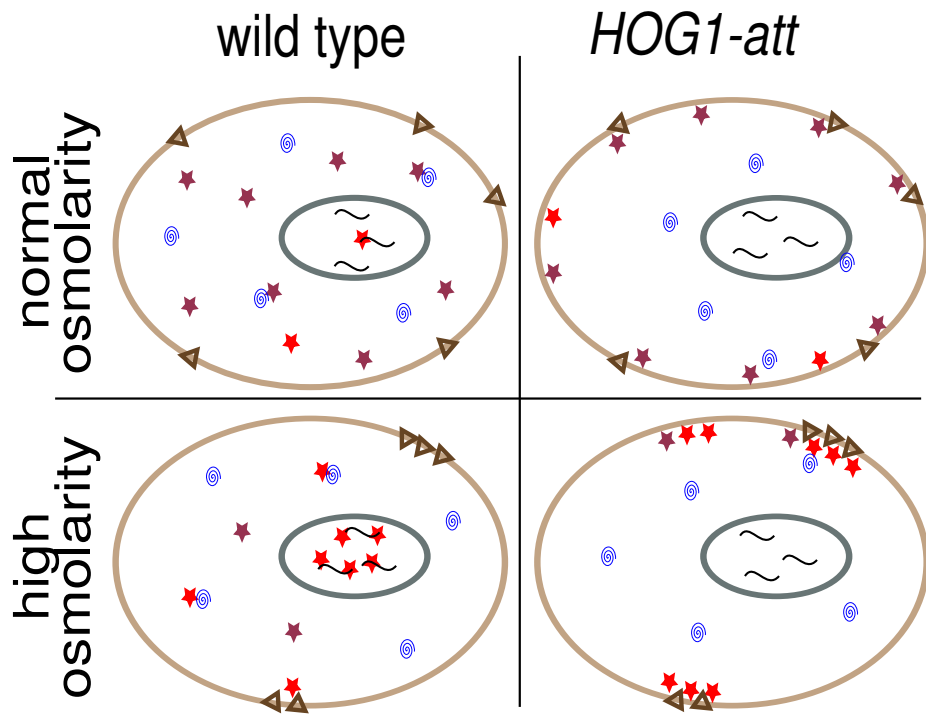 wild type
HOG1-att
normal
osmolarity
high
osmolarity